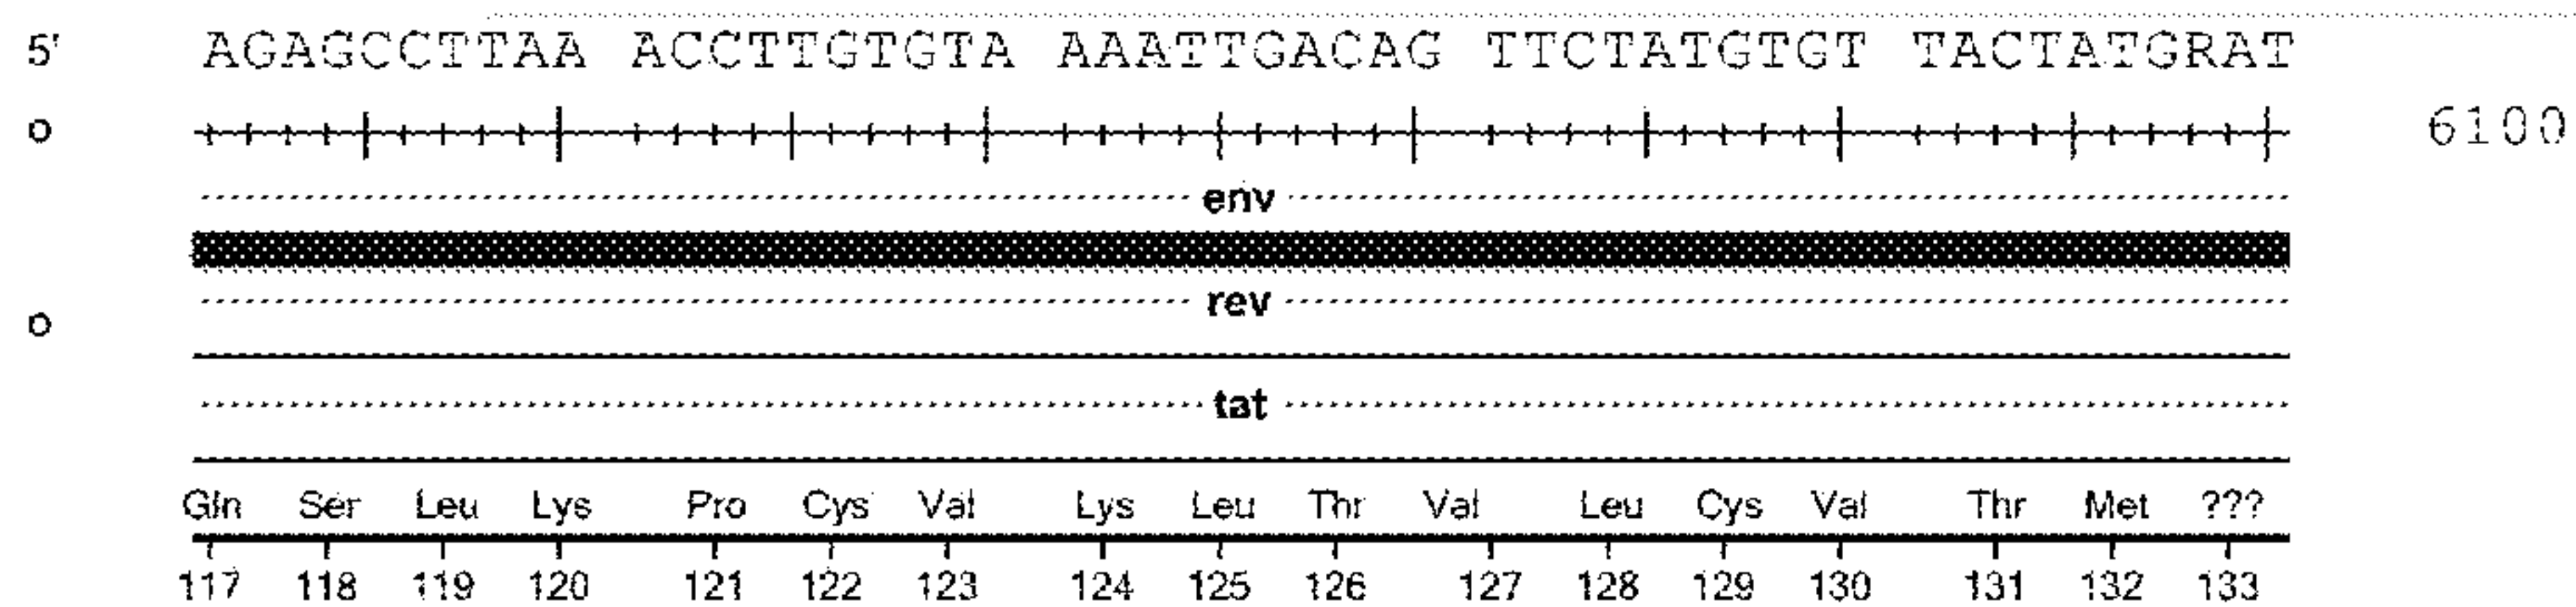 5' AGAGCCTTAA ACCTTGTGTA AAATTGACAG TTCTATGTGT TACTATGRAT
o 6100
env
rev
o
tat
Gln Ser Leu Lys Pro Cys Val Lys Leu Thr Val Leu Cys Val Thr Met ???
117 118 119 120 121 122 123 124 125 126 127 128 129 130 131 132 133